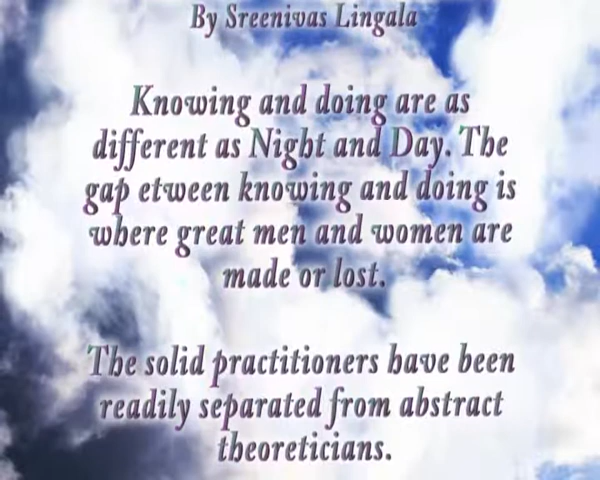 By Sreenivas Lingala
Knowing and doing are as
different as Night and Day. The
gap etween knowing and doing is
where great men and women are
made or lost.
The solid practitioners have been
readily separated from abstract
theoreticians.